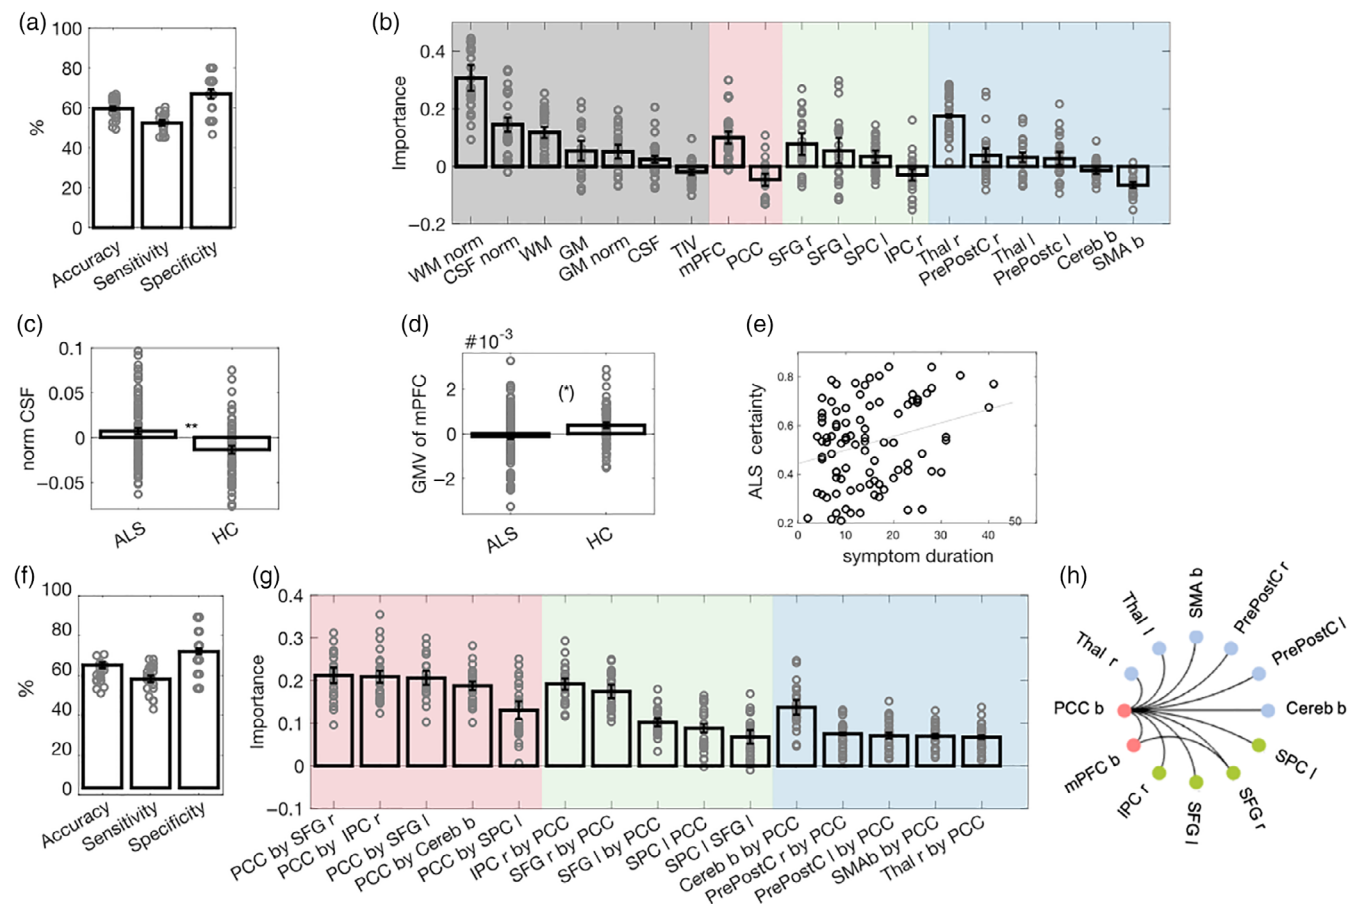 (a)
100
80
60
40
20
0
%
Accuracy
Sensitivity
Specificity
(b)
0.4
0.2
0
−0.2
Importance
WM norm
CSF norm
WM
GM
GM norm
CSF
TIV
mPFC
PCC
SFG r
SFG l
SPC l
IPC r
Thal r
PrePostC r
Thal l
PrePostc l
Cereb b
SMA b
(c)
0.1
0.05
0
−0.05
norm CSF
**
ALS
HC
(d)
#10⁻³
2
0
−2
GMV of mPFC
(*)
ALS
HC
(e)
0.8
0.6
0.4
0.2
ALS certainty
0
10
20
30
40
50
symptom duration
(f)
100
80
60
40
20
0
%
Accuracy
Sensitivity
Specificity
(g)
0.4
0.3
0.2
0.1
0
−0.1
Importance
PCC by SFG r
PCC by IPC r
PCC by SFG l
PCC by Cereb b
PCC by SPC l
IPC r by PCC
SFG r by PCC
SFG l by PCC
SPC l PCC
SPC l SFG l
Cereb b by PCC
PrePostC r by PCC
PrePostC l by PCC
SMAb by PCC
Thal r by PCC
(h)
Thal l
SMA b
PrePostC r
Thal r
PrePostC l
PCC b
Cereb b
mPFC b
SPC l
IPC r
SFG l
SFG r